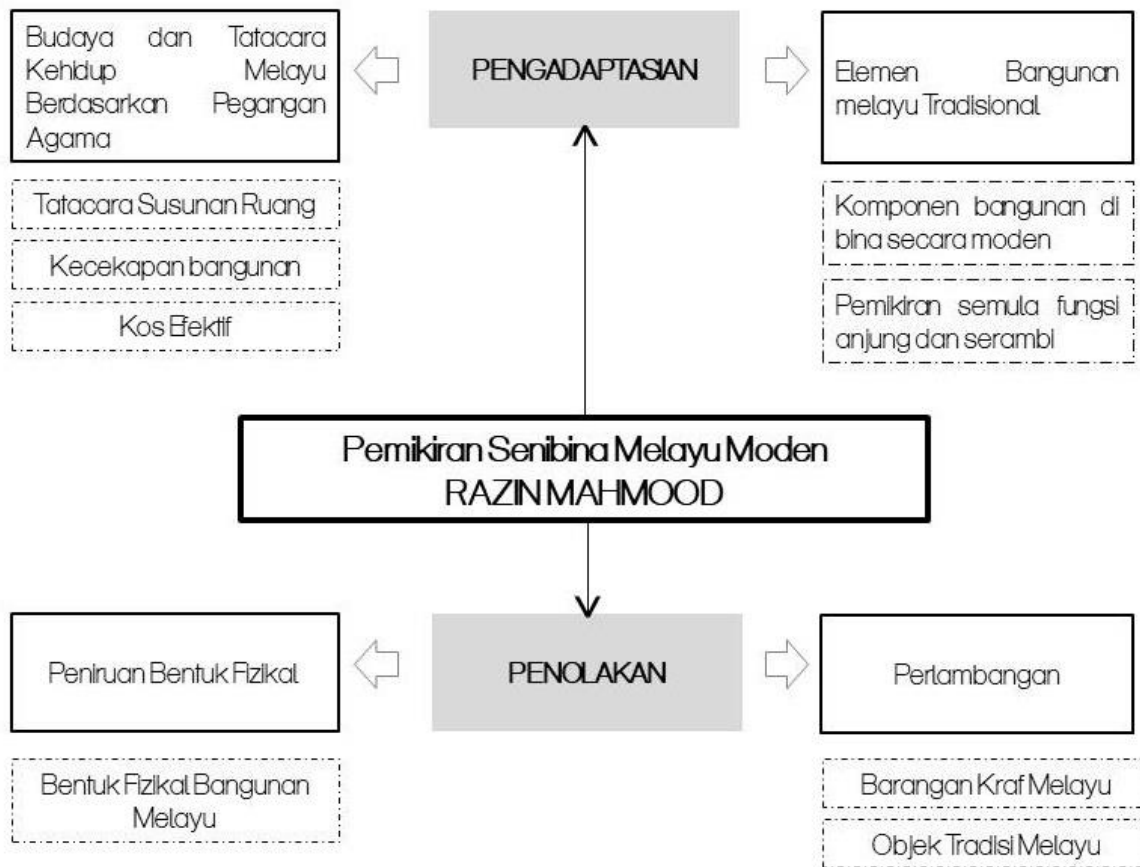 Budaya dan Tatacara
Kehidup Melayu
Berdasarkan Pegangan
Agama
PENGADAPTASIAN
Elemen Bangunan
melayu Tradisional
Tatacara Susunan Ruang
Kecekapan bangunan
Kos Efektif
Komponen bangunan di
bina secara moden
Pemikiran semula fungsi
anjung dan serambi
Pemikiran Senibina Melayu Moden
RAZIN MAHMOOD
Peniruan Bentuk Fizikal
PENOLAKAN
Perlambangan
Bentuk Fizikal Bangunan
Melayu
Barangan Kraf Melayu
Objek Tradisi Melayu